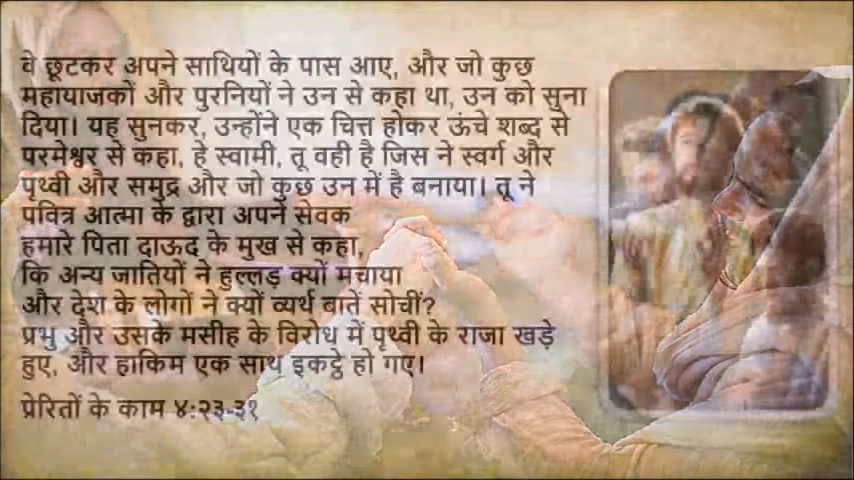 वे छूटकर अपने साथियों के पास आए, और जो कुछ
महायाजकों और पुरनियों ने उन से कहा था, उन को सुना
दिया। यह सुनकर, उन्होंने एक चित्त होकर ऊंचे शब्द से
परमेश्वर से कहा, हे स्वामी, तू वही है जिस ने स्वर्ग और
पृथ्वी और समुद्र और जो कुछ उन में है बनाया। तू ने
पवित्र आत्मा के द्वारा अपने सेवक
हमारे पिता दाऊद के मुख से कहा,
कि अन्य जातियों ने हुल्लड़ क्यों मचाया
और देश के लोगों ने क्यों व्यर्थ बातें सोचीं?
प्रभु और उसके मसीह के विरोध में पृथ्वी के राजा खड़े
हुए, और हाकिम एक साथ इकट्ठे हो गए।
प्रेरितों के काम ४:२३-३१